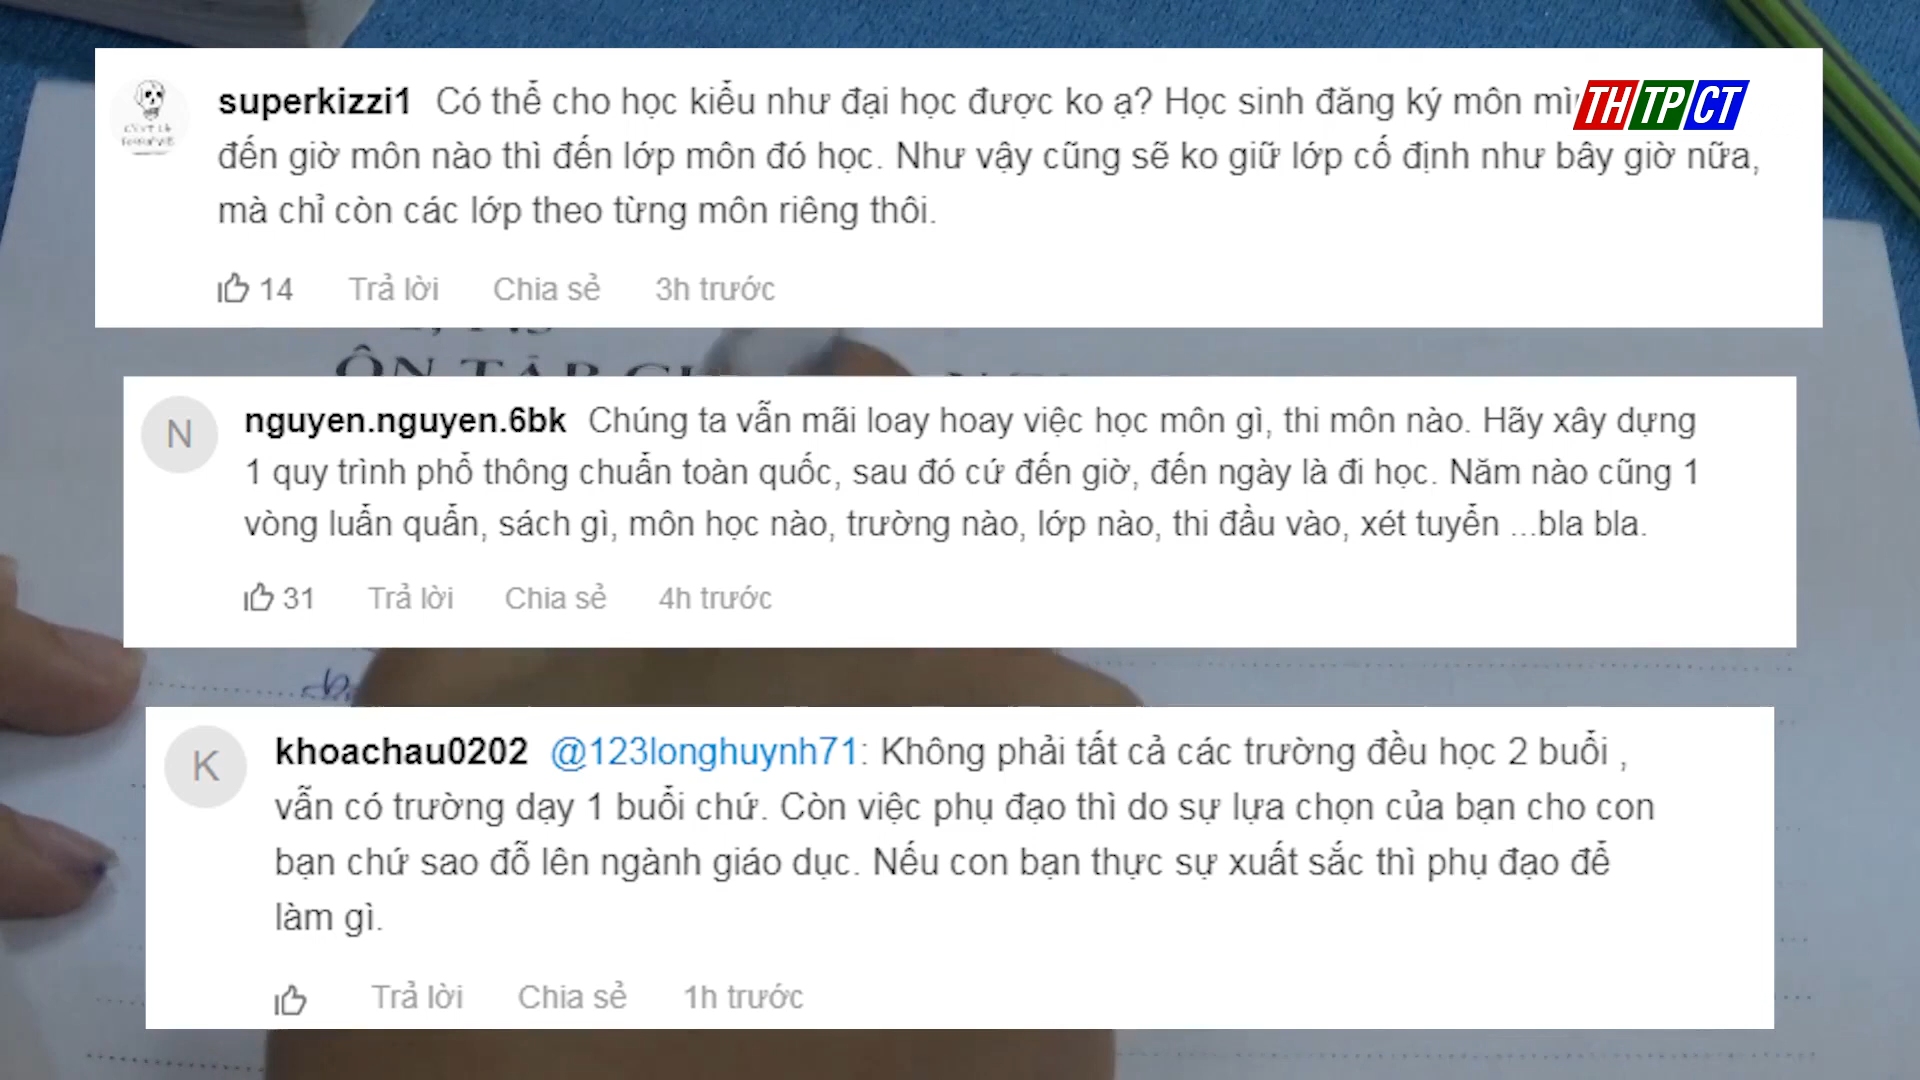 superkizzi1 Có thể cho học kiểu như đại học được ko ạ? Học sinh đăng ký môn
THTPCT
đến giờ môn nào thì đến lớp môn đó học. Như vậy cũng sẽ ko giữ lớp cố định như bây giờ nữa,
mà chỉ còn các lớp theo từng môn riêng thôi.
14 Trả lời Chia sẻ 3h trước
ÔN TẬP
N
nguyen.nguyen.6bk Chúng ta vẫn mãi loay hoay việc học môn gì, thi môn nào. Hãy xây dựng
1 quy trình phổ thông chuẩn toàn quốc, sau đó cứ đến giờ, đến ngày là đi học. Năm nào cũng 1
vòng luẩn quẩn, sách gì, môn học nào, trường nào, lớp nào, thi đầu vào, xét tuyển ...bla bla.
31 Trả lời Chia sẻ 4h trước
K
khoachau0202 @123longhuynh71: Không phải tất cả các trường đều học 2 buổi ,
vẫn có trường dạy 1 buổi chứ. Còn việc phụ đạo thì do sự lựa chọn của bạn cho con
bạn chứ sao đỗ lên ngành giáo dục. Nếu con bạn thực sự xuất sắc thì phụ đạo để
làm gì.
Trả lời Chia sẻ 1h trước